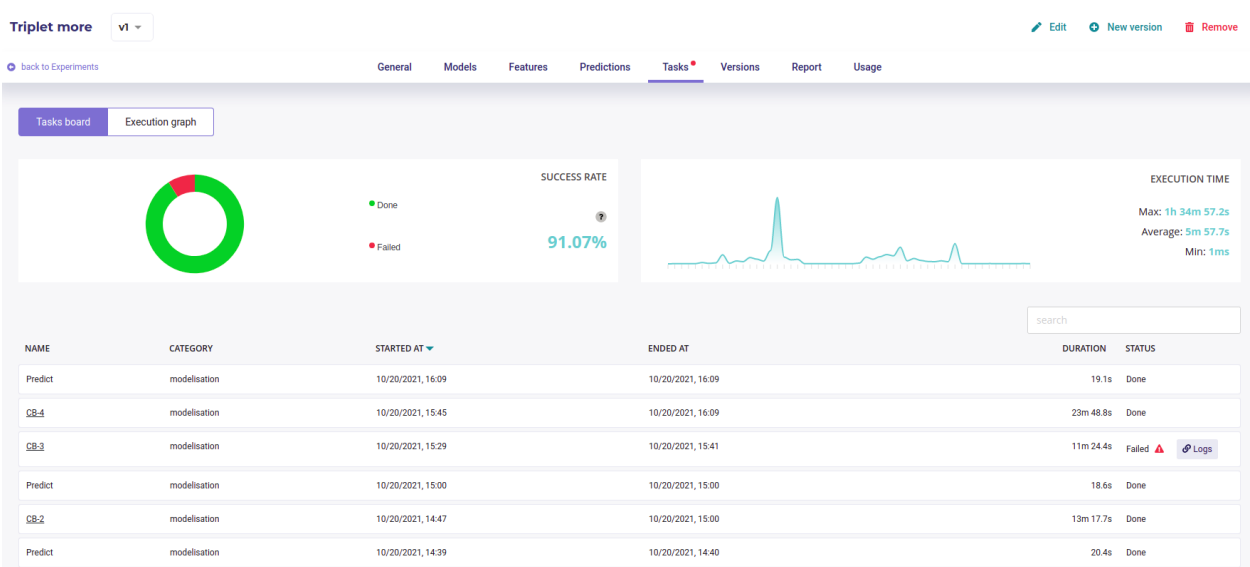 Triplet more v1 Edit New version Remove
back to Experiments General Models Features Predictions Tasks Versions Report Usage
Tasks board Execution graph
SUCCESS RATE
Done
?
Failed
91.07%
EXECUTION TIME
Max: 1h 34m 57.2s
Average: 5m 57.7s
Min: 1ms
search
NAME CATEGORY STARTED AT ENDED AT DURATION STATUS
Predict modelisation 10/20/2021, 16:09 10/20/2021, 16:09 19.1s Done
CB-4 modelisation 10/20/2021, 15:45 10/20/2021, 16:09 23m 48.8s Done
CB-3 modelisation 10/20/2021, 15:29 10/20/2021, 15:41 11m 24.4s Failed Logs
Predict modelisation 10/20/2021, 15:00 10/20/2021, 15:00 18.6s Done
CB-2 modelisation 10/20/2021, 14:47 10/20/2021, 15:00 13m 17.7s Done
Predict modelisation 10/20/2021, 14:39 10/20/2021, 14:40 20.4s Done